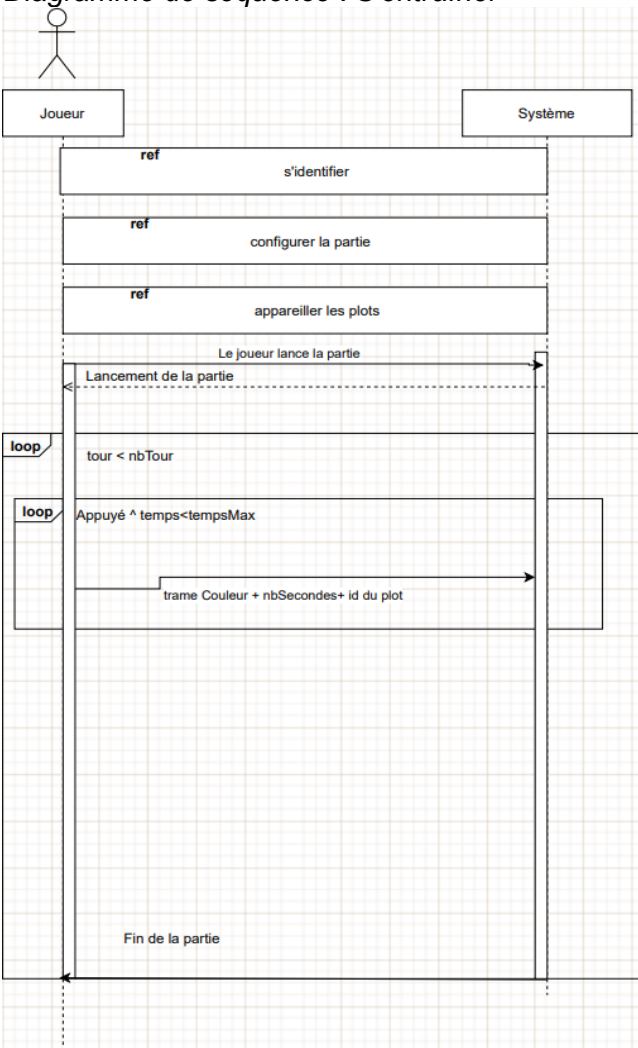 Diagramme de séquence : S'entraîner
Joueur
Système
ref
s'identifier
ref
configurer la partie
ref
appareiller les plots
Le joueur lance la partie
Lancement de la partie
loop
tour < nbTour
loop
Appuyé ^ temps<tempsMax
trame Couleur + nbSecondes+ id du plot
Fin de la partie